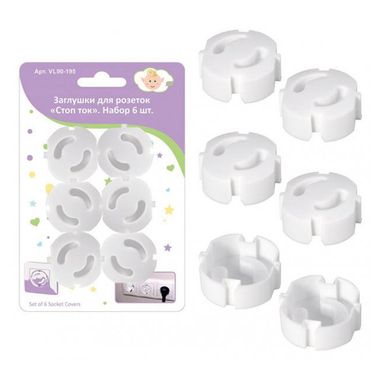 Арт. VL90-195
Заглушки для розеток
«Стоп ток». Набор 6 шт.
Set of 6 Socket Covers